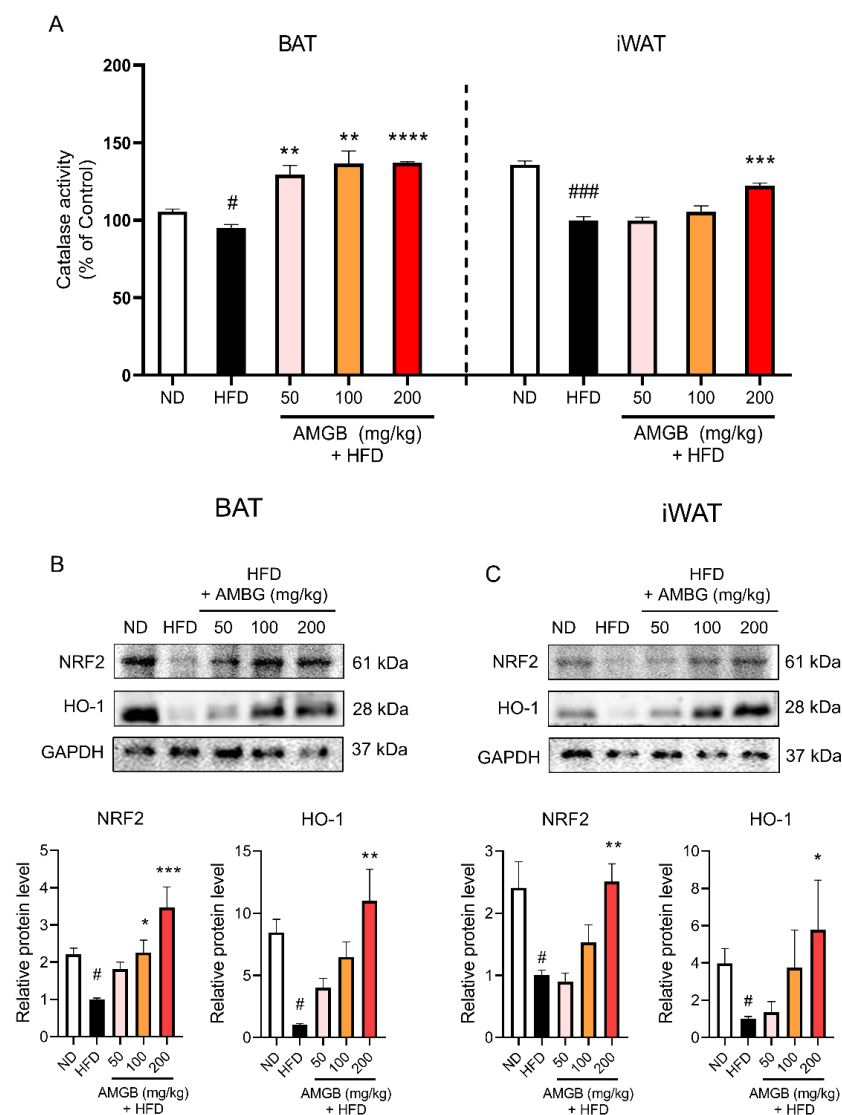 A
BAT
iWAT
Catalase activity
(% of Control)
200
150
100
50
0
#
**
**
****
###
***
ND
HFD
50
100
200
ND
HFD
50
100
200
AMGB (mg/kg)
+ HFD
AMGB (mg/kg)
+ HFD
BAT
iWAT
B
HFD
+ AMBG (mg/kg)
ND HFD 50 100 200
NRF2 61 kDa
HO-1 28 kDa
GAPDH 37 kDa
C
HFD
+ AMBG (mg/kg)
ND HFD 50 100 200
NRF2 61 kDa
HO-1 28 kDa
GAPDH 37 kDa
NRF2
Relative protein level
5
4
3
2
1
0
#
*
***
ND
HFD
50
100
200
AMGB (mg/kg)
+ HFD
HO-1
Relative protein level
15
10
5
0
#
**
ND
HFD
50
100
200
AMGB (mg/kg)
+ HFD
NRF2
Relative protein level
3
2
1
0
#
**
ND
HFD
50
100
200
AMGB (mg/kg)
+ HFD
HO-1
Relative protein level
10
8
6
4
2
0
#
*
ND
HFD
50
100
200
AMGB (mg/kg)
+ HFD